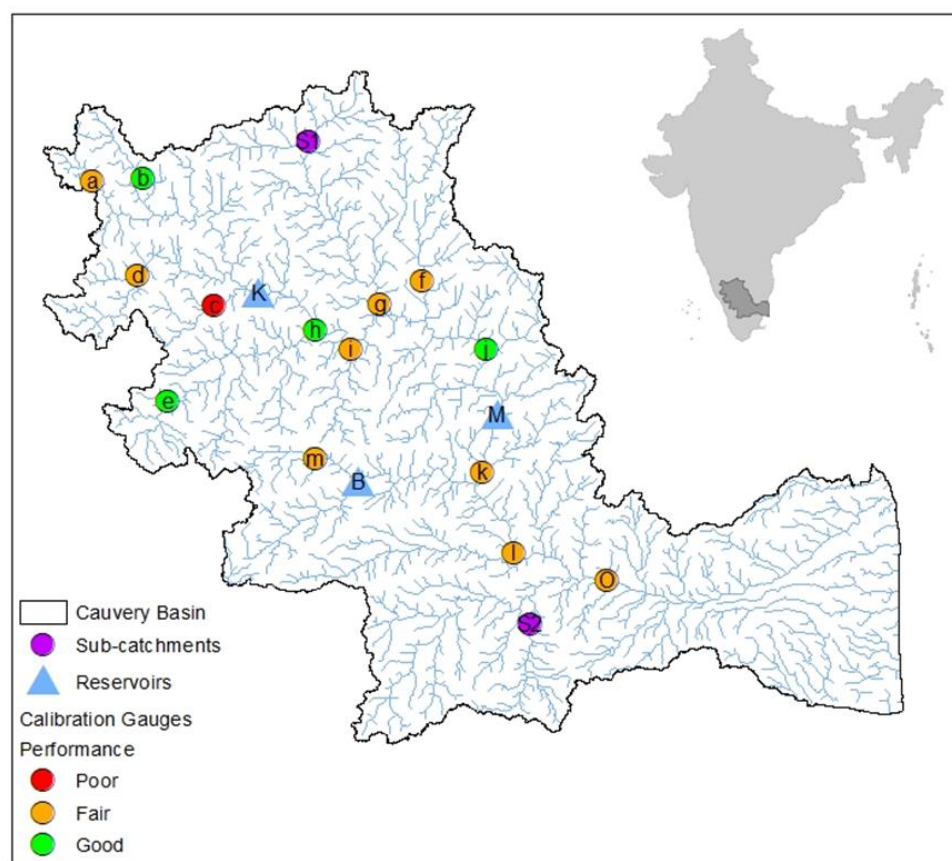 S1
a
b
d
f
K
c
g
h
i
j
e
M
m
k
B
l
O
S2
Cauvery Basin
Sub-catchments
Reservoirs
Calibration Gauges
Performance
Poor
Fair
Good